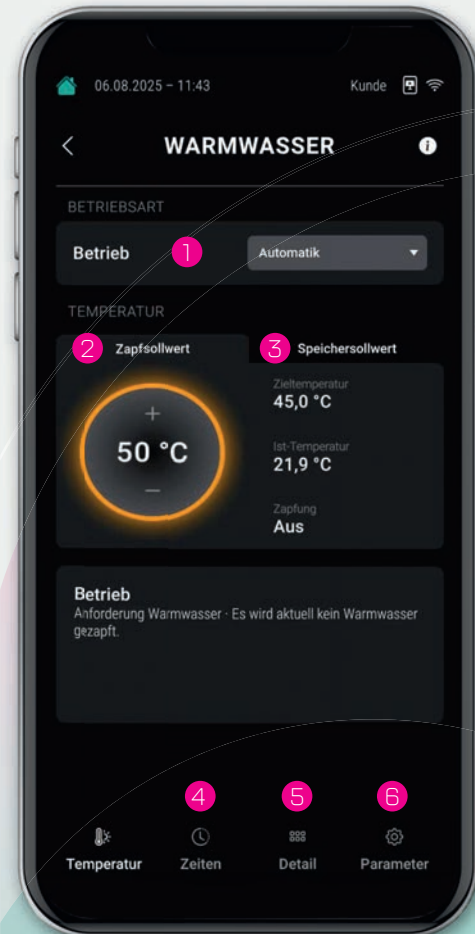 06.08.2025 – 11:43 Kunde
WARMWASSER
BETRIEBSART
Betrieb 1 Automatik
TEMPERATUR
2 Zapfsollwert 3 Speichersollwert
+
50 °C
–
Zieltemperatur
45,0 °C
Ist-Temperatur
21,9 °C
Zapfung
Aus
Betrieb
Anforderung Warmwasser · Es wird aktuell kein Warmwasser
gezapft.
4 5 6
Temperatur Zeiten Detail Parameter